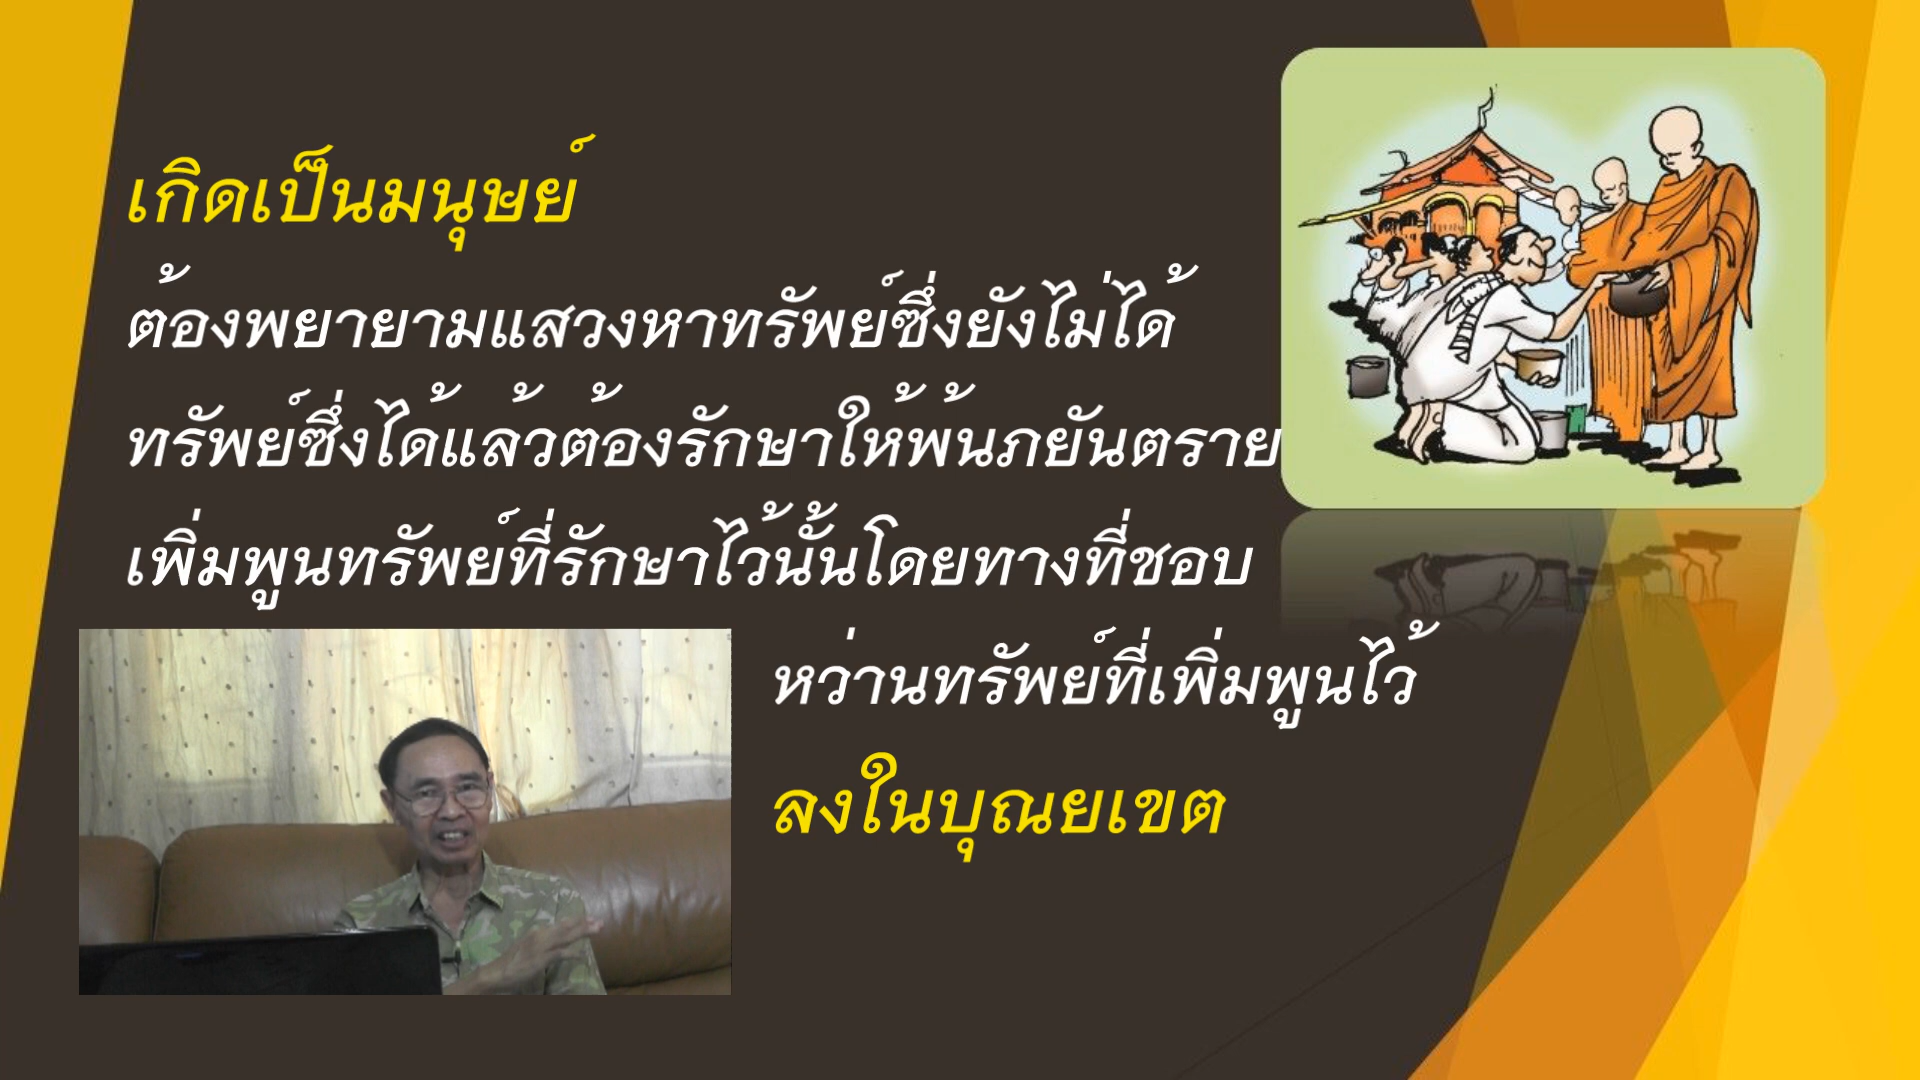 เกิดเป็นมนุษย์
ต้องพยายามแสวงหาทรัพย์ซึ่งยังไม่ได้
ทรัพย์ซึ่งได้แล้วต้องรักษาให้พ้นภยันตราย
เพิ่มพูนทรัพย์ที่รักษาไว้นั้นโดยทางที่ชอบ
หว่านทรัพย์ที่เพิ่มพูนไว้
ลงในบุณยเขต